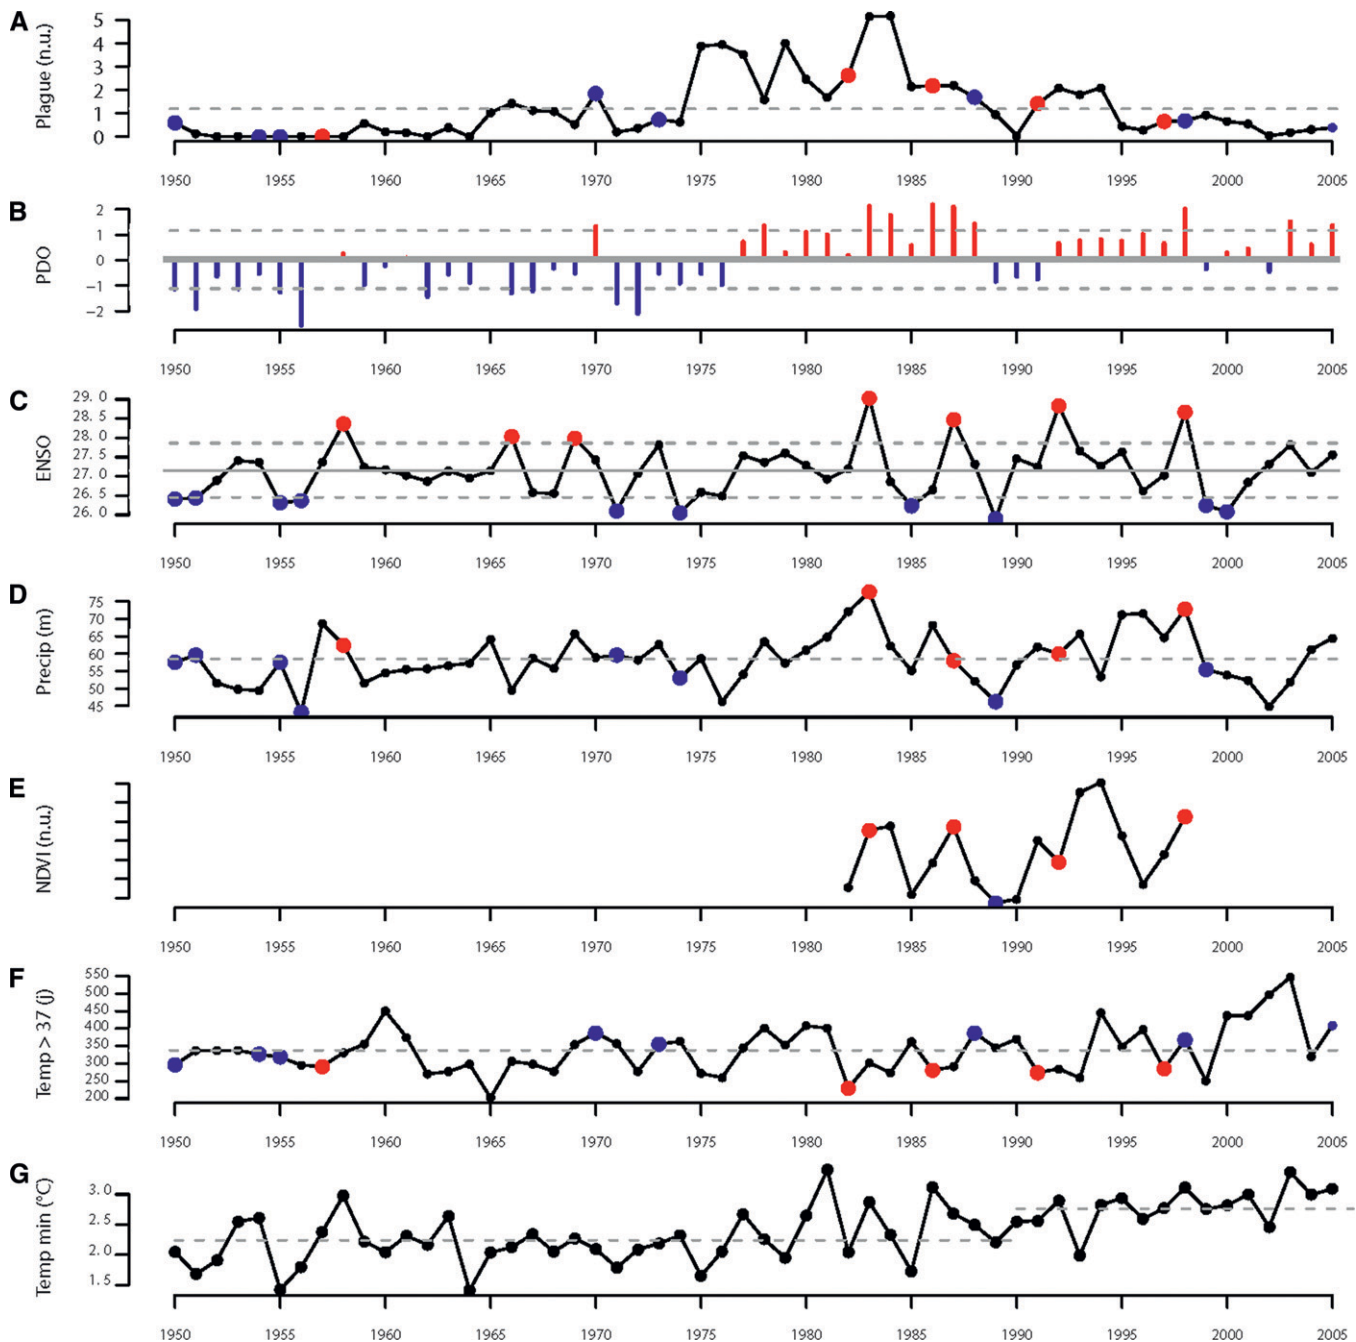 A
Plague (n.u.)
5
4
3
2
1
0
1950 1955 1960 1965 1970 1975 1980 1985 1990 1995 2000 2005
B
PDO
2
1
0
−1
−2
1950 1955 1960 1965 1970 1975 1980 1985 1990 1995 2000 2005
C
ENSO
29. 0
28. 5
28. 0
27. 5
27. 0
26. 5
26. 0
1950 1955 1960 1965 1970 1975 1980 1985 1990 1995 2000 2005
D
Precip (m)
75
70
65
60
55
50
45
1950 1955 1960 1965 1970 1975 1980 1985 1990 1995 2000 2005
E
NDVI (n.u.)
1950 1955 1960 1965 1970 1975 1980 1985 1990 1995 2000 2005
F
Temp > 37 (j)
550
500
450
400
350
300
250
200
1950 1955 1960 1965 1970 1975 1980 1985 1990 1995 2000 2005
G
Temp min (°C)
3. 0
2. 5
2. 0
1. 5
1950 1955 1960 1965 1970 1975 1980 1985 1990 1995 2000 2005